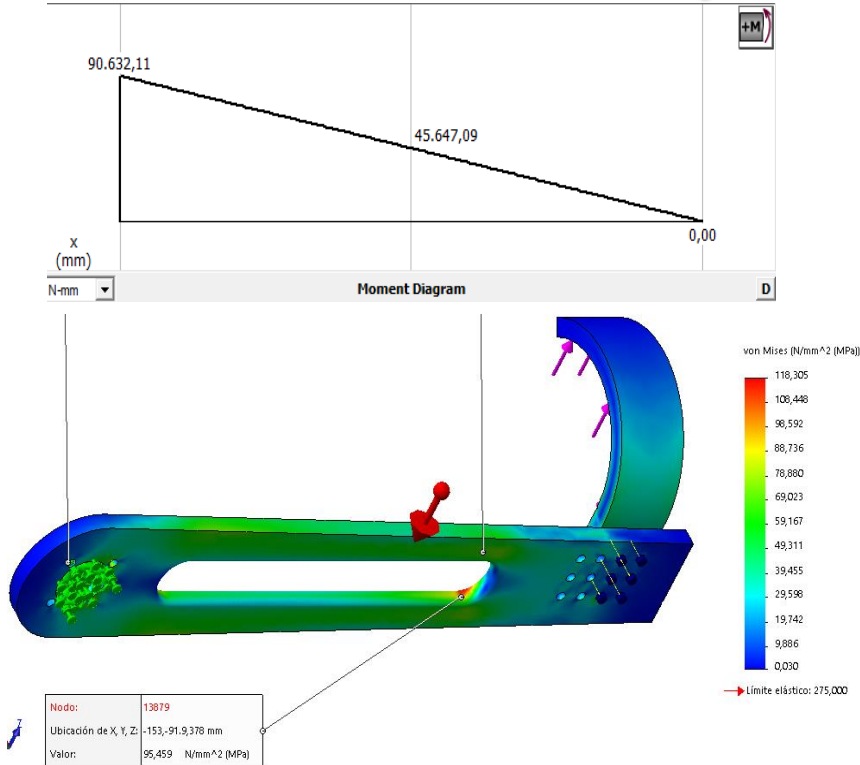 +M
90.632,11
45.647,09
0,00
x
(mm)
N-mm
Moment Diagram
D
von Mises (N/mm^2 (MPa))
118,305
108,448
98,592
88,736
78,880
69,023
59,167
49,311
39,455
29,598
19,742
9,886
0,030
Límite elástico: 275,000
Nodo: 13879
Ubicación de X, Y, Z: -153,-91.9,378 mm
Valor: 95,459 N/mm^2 (MPa)
Z